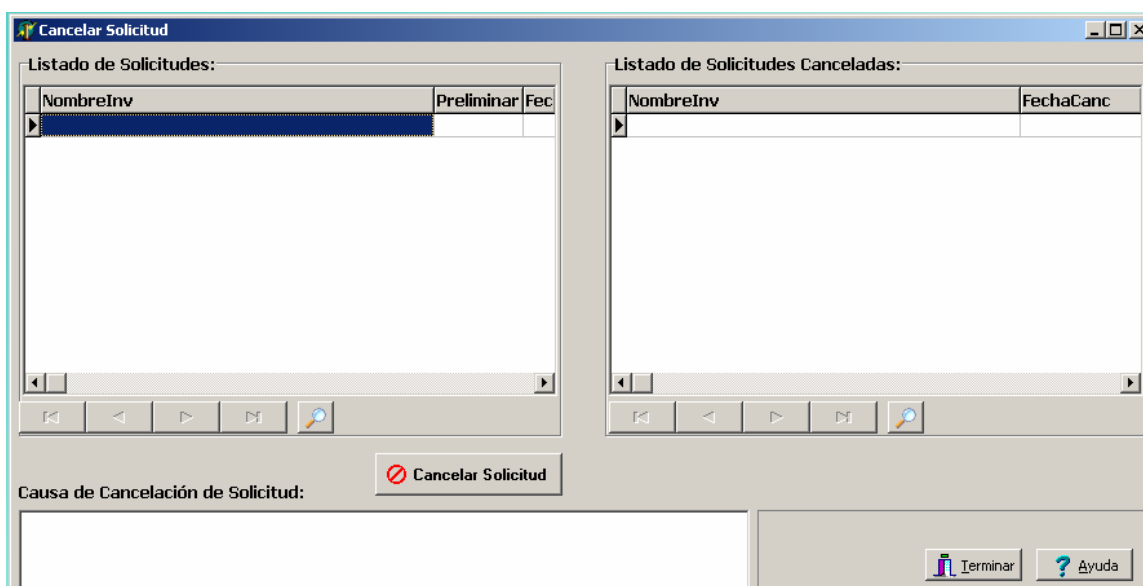 Cancelar Solicitud
Listado de Solicitudes:
NombreInv Preliminar Fec
Listado de Solicitudes Canceladas:
NombreInv FechaCanc
Cancelar Solicitud
Causa de Cancelación de Solicitud:
Terminar
Ayuda